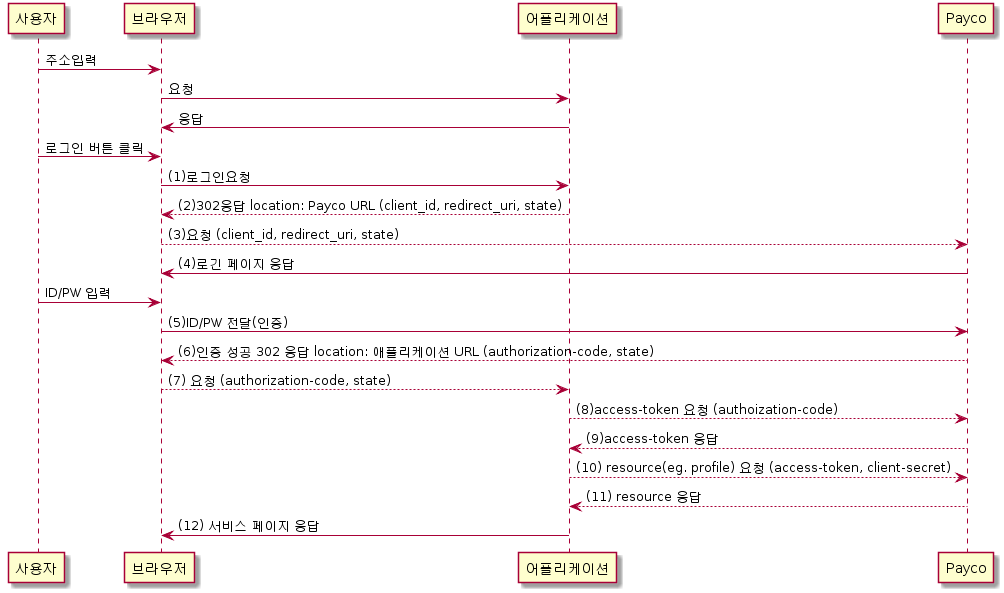 사용자 브라우저 어플리케이션 Payco
주소입력
요청
응답
로그인 버튼 클릭
(1)로그인요청
(2)302응답 location: Payco URL (client_id, redirect_uri, state)
(3)요청 (client_id, redirect_uri, state)
(4)로긴 페이지 응답
ID/PW 입력
(5)ID/PW 전달(인증)
(6)인증 성공 302 응답 location: 애플리케이션 URL (authorization-code, state)
(7) 요청 (authorization-code, state)
(8)access-token 요청 (authoization-code)
(9)access-token 응답
(10) resource(eg. profile) 요청 (access-token, client-secret)
(11) resource 응답
(12) 서비스 페이지 응답
사용자 브라우저 어플리케이션 Payco